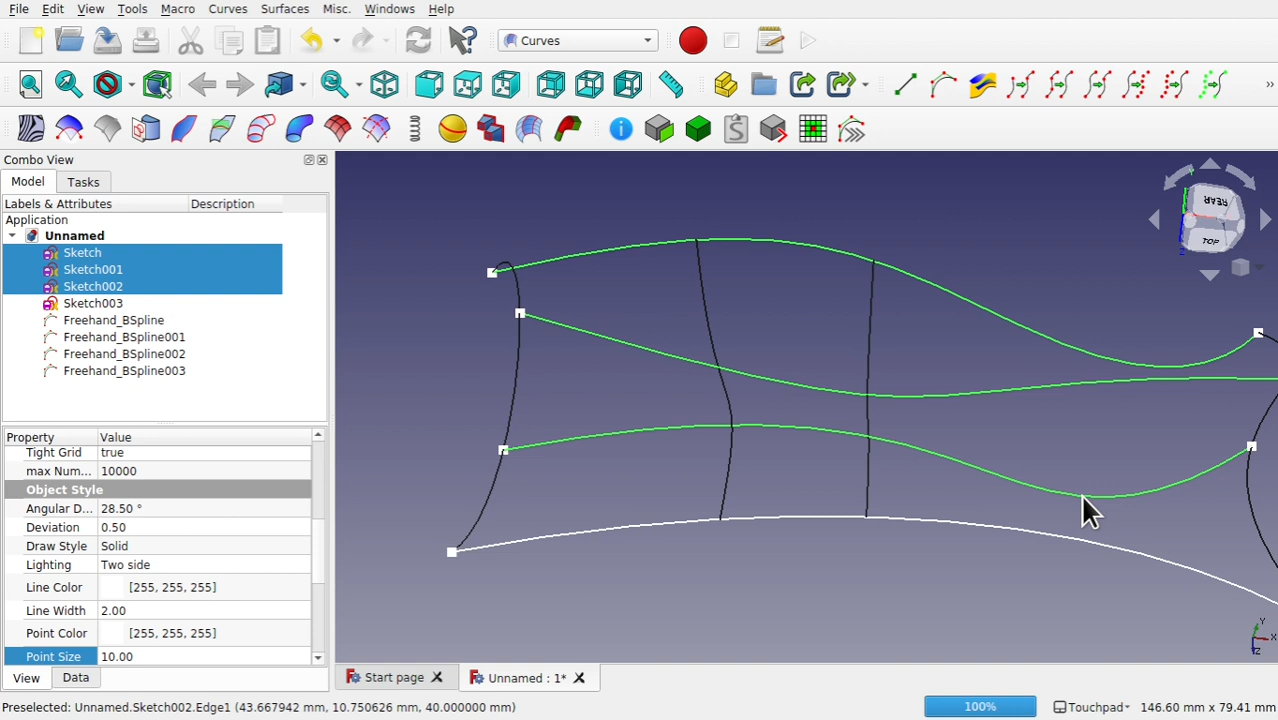 File Edit View Tools Macro Curves Surfaces Misc. Windows Help
Curves
»
Combo View
Model Tasks
Labels & Attributes Description
Application
Unnamed
Sketch
Sketch001
Sketch002
Sketch003
Freehand_BSpline
Freehand_BSpline001
Freehand_BSpline002
Freehand_BSpline003
Property Value
Tight Grid true
max Num... 10000
Object Style
Angular D... 28.50 °
Deviation 0.50
Draw Style Solid
Lighting Two side
Line Color [255, 255, 255]
Line Width 2.00
Point Color [255, 255, 255]
Point Size 10.00
View Data
REAR
TOP
Y
X
Z
Start page Unnamed : 1*
Preselected: Unnamed.Sketch002.Edge1 (43.667942 mm, 10.750626 mm, 40.000000 mm) 100% Touchpad 146.60 mm x 79.41 mm